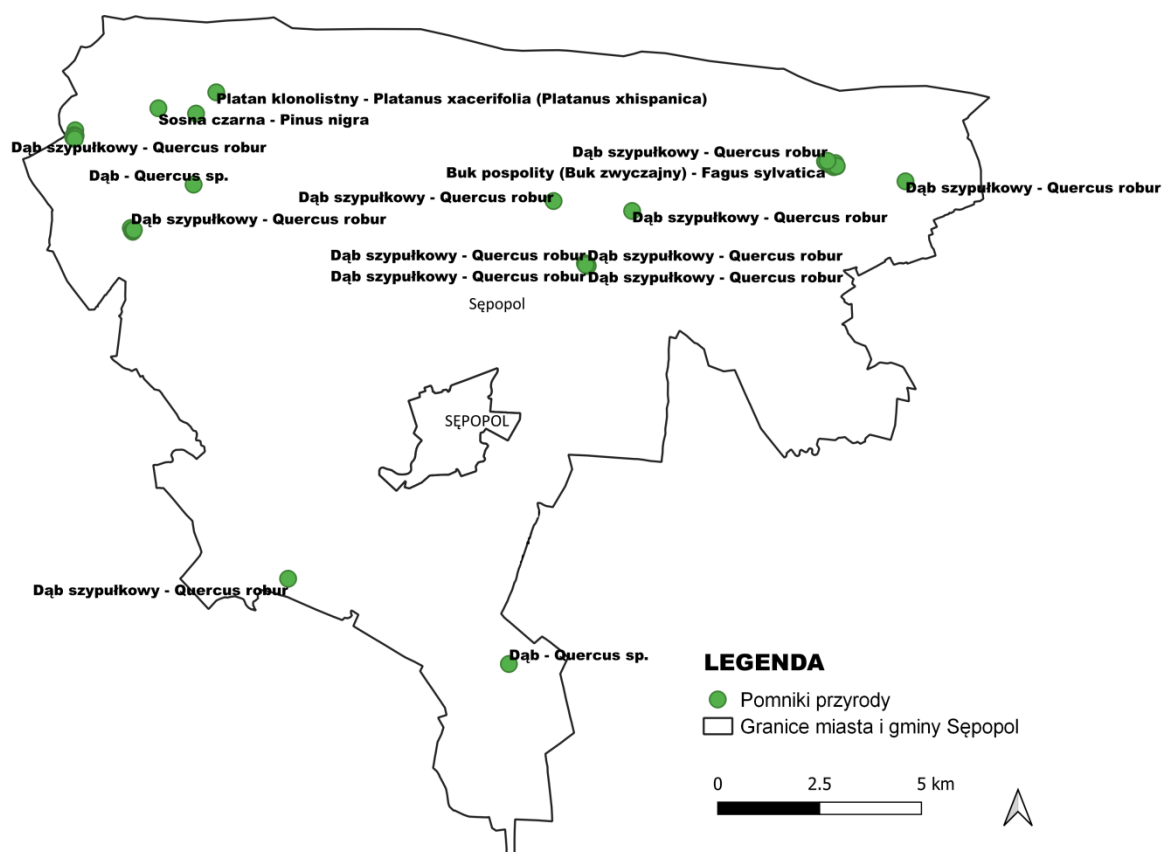 Platan klonolistny - Platanus xacerifolia (Platanus xhispanica)
Sosna czarna - Pinus nigra
Dąb szypułkowy - Quercus robur
Dąb szypułkowy - Quercus robur
Dąb - Quercus sp.
Buk pospolity (Buk zwyczajny) - Fagus sylvatica
Dąb szypułkowy - Quercus robur
Dąb szypułkowy - Quercus robur
Dąb szypułkowy - Quercus robur
Dąb szypułkowy - Quercus robur
Dąb szypułkowy - Quercus robur
Dąb szypułkowy - Quercus robur
Dąb szypułkowy - Quercus robur
Dąb szypułkowy - Quercus robur
Sępopol
SĘPOPOL
Dąb szypułkowy - Quercus robur
Dąb - Quercus sp.
LEGENDA
Pomniki przyrody
Granice miasta i gminy Sępopol
0 2.5 5 km